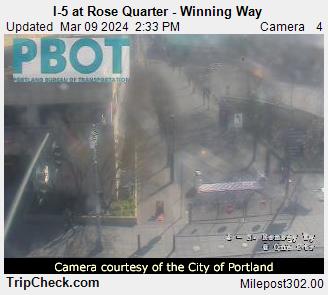 I-5 at Rose Quarter - Winning Way
Updated Mar 09 2024 2:33 PM Camera 4
PBOT
PORTLAND BUREAU OF TRANSPORTATION
Camera courtesy of the City of Portland
TripCheck.com Milepost302.00